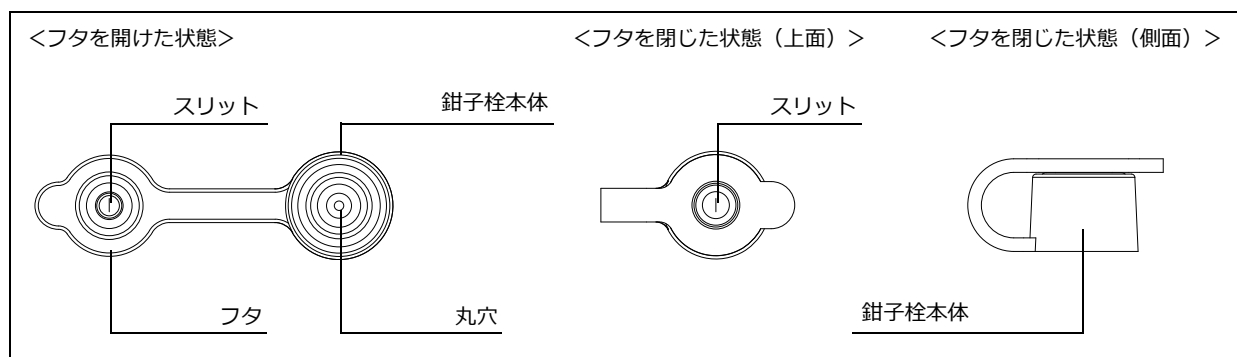 ＜フタを開けた状態＞
＜フタを閉じた状態（上面）＞
＜フタを閉じた状態（側面）＞
スリット
鉗子栓本体
スリット
フタ
丸穴
鉗子栓本体